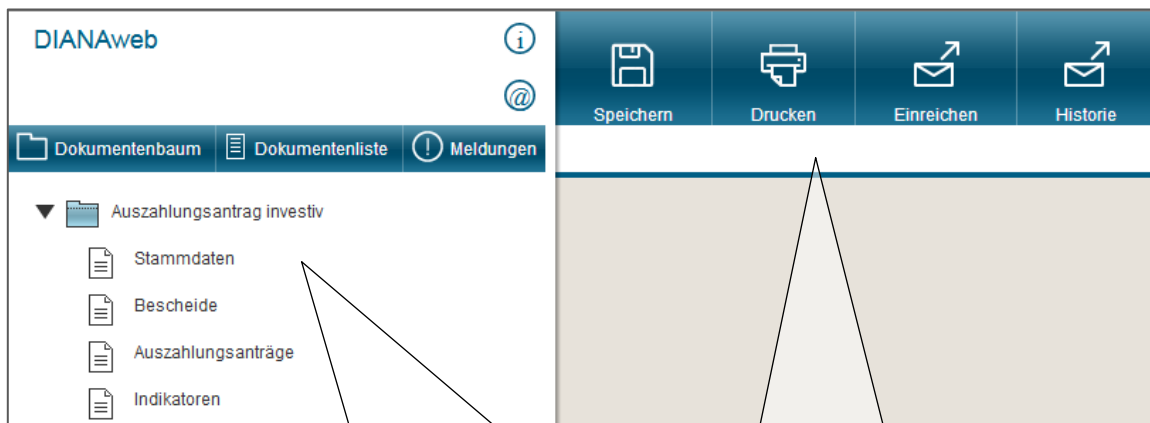 DIANAweb
i
@
Speichern Drucken Einreichen Historie
Dokumentenbaum Dokumentenliste Meldungen
Auszahlungsantrag investiv
Stammdaten
Bescheide
Auszahlungsanträge
Indikatoren